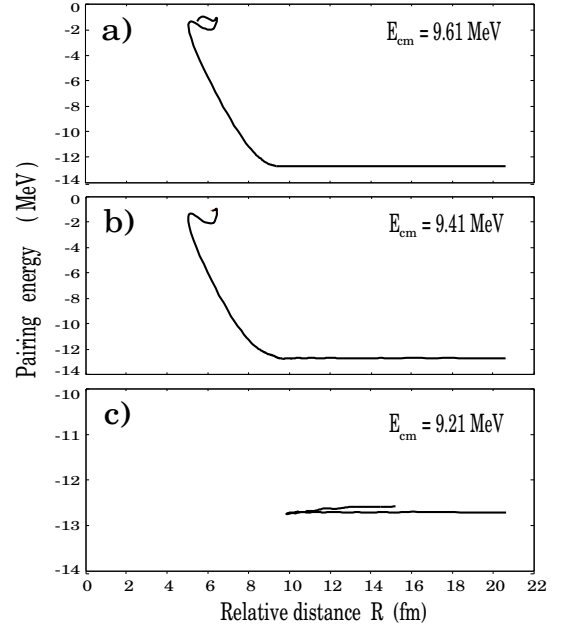 0
-2
-4
-6
-8
-10
-12
-14
a)
E_cm = 9.61 MeV
0
-2
-4
-6
-8
-10
-12
-14
b)
E_cm = 9.41 MeV
Pairing energy (MeV)
-10
-11
-12
-13
-14
c)
E_cm = 9.21 MeV
0 2 4 6 8 10 12 14 16 18 20 22
Relative distance R (fm)